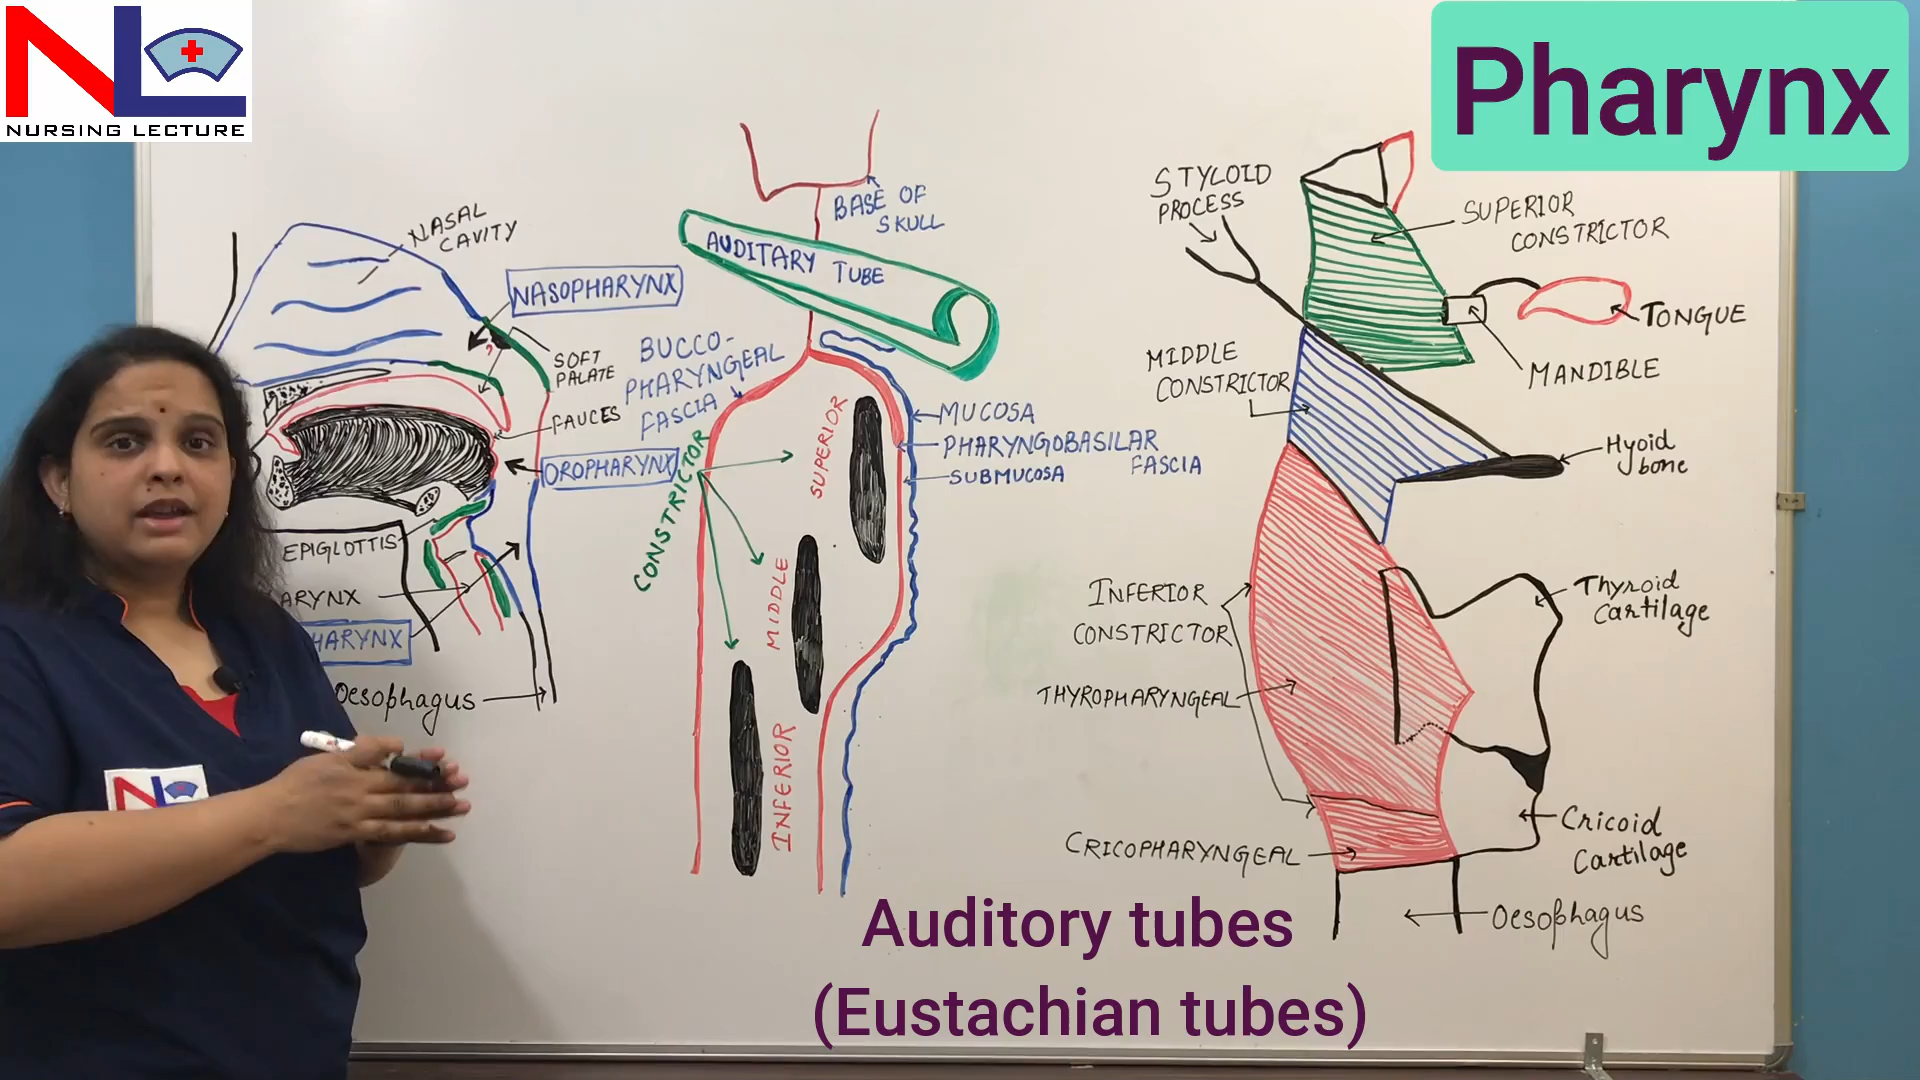 NL
NURSING LECTURE
Pharynx
NASAL
CAVITY
NASOPHARYNX
SOFT
PALATE
FAUCES
OROPHARYNX
EPIGLOTTIS
ARYNX
HARYNX
Oesophagus
BASE OF
SKULL
AUDITARY TUBE
BUCCO-
PHARYNGEAL
FASCIA
CONSTRICTOR
SUPERIOR
MIDDLE
INFERIOR
MUCOSA
PHARYNGOBASILAR
FASCIA
SUBMUCOSA
STYLOID
PROCESS
SUPERIOR
CONSTRICTOR
TONGUE
MANDIBLE
MIDDLE
CONSTRICTOR
Hyoid
bone
INFERIOR
CONSTRICTOR
Thyroid
Cartilage
THYROPHARYNGEAL
CRICOPHARYNGEAL
Cricoid
Cartilage
Oesophagus
NL
Auditory tubes
(Eustachian tubes)